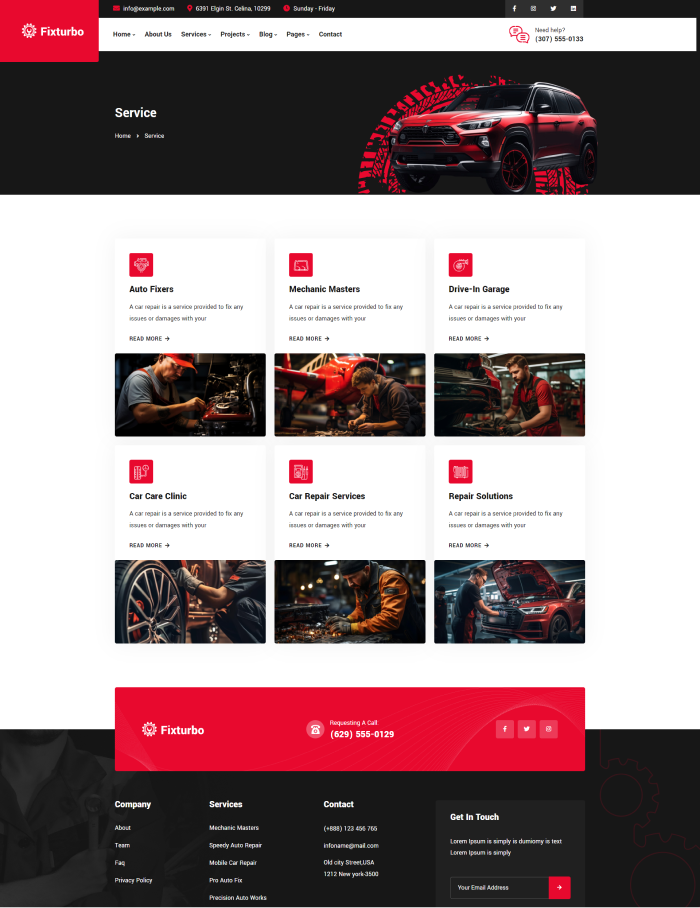 info@example.com
6391 Elgin St. Celina, 10299
Sunday - Friday
Fixturbo
Home
About Us
Services
Projects
Blog
Pages
Contact
Need help?
(307) 555-0133
Service
Home
Service
Auto Fixers
A car repair is a service provided to fix any
issues or damages with your
READ MORE
Mechanic Masters
A car repair is a service provided to fix any
issues or damages with your
READ MORE
Drive-In Garage
A car repair is a service provided to fix any
issues or damages with your
READ MORE
Car Care Clinic
A car repair is a service provided to fix any
issues or damages with your
READ MORE
Car Repair Services
A car repair is a service provided to fix any
issues or damages with your
READ MORE
Repair Solutions
A car repair is a service provided to fix any
issues or damages with your
READ MORE
Fixturbo
Requesting A Call:
(629) 555-0129
Company
About
Team
Faq
Privacy Policy
Services
Mechanic Masters
Speedy Auto Repair
Mobile Car Repair
Pro Auto Fix
Precision Auto Works
Contact
(+888) 123 456 765
infoname@mail.com
Old city Street,USA
1212 New york-3500
Get In Touch
Lorem Ipsum is simply is dumiomy is text
Lorem Ipsum is simply
Your Email Address